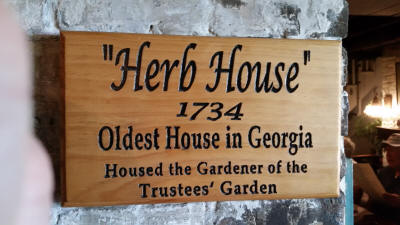 "Herb House"
1734
Oldest House in Georgia
Housed the Gardener of the
Trustees' Garden